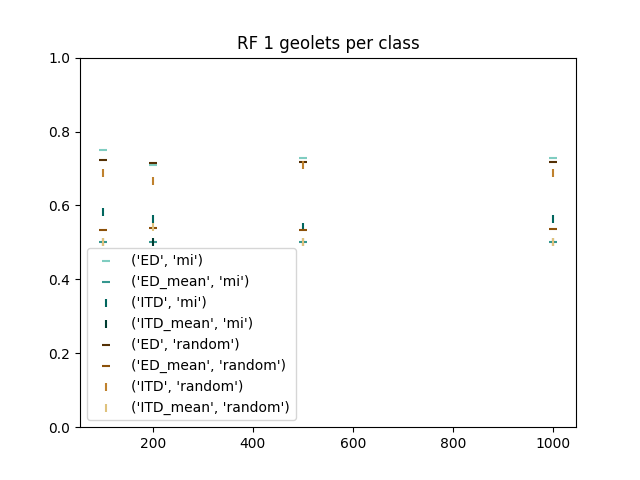 RF 1 geolets per class
1.0
0.8
0.6
0.4
0.2
0.0
('ED', 'mi')
('ED_mean', 'mi')
('ITD', 'mi')
('ITD_mean', 'mi')
('ED', 'random')
('ED_mean', 'random')
('ITD', 'random')
('ITD_mean', 'random')
200 400 600 800 1000